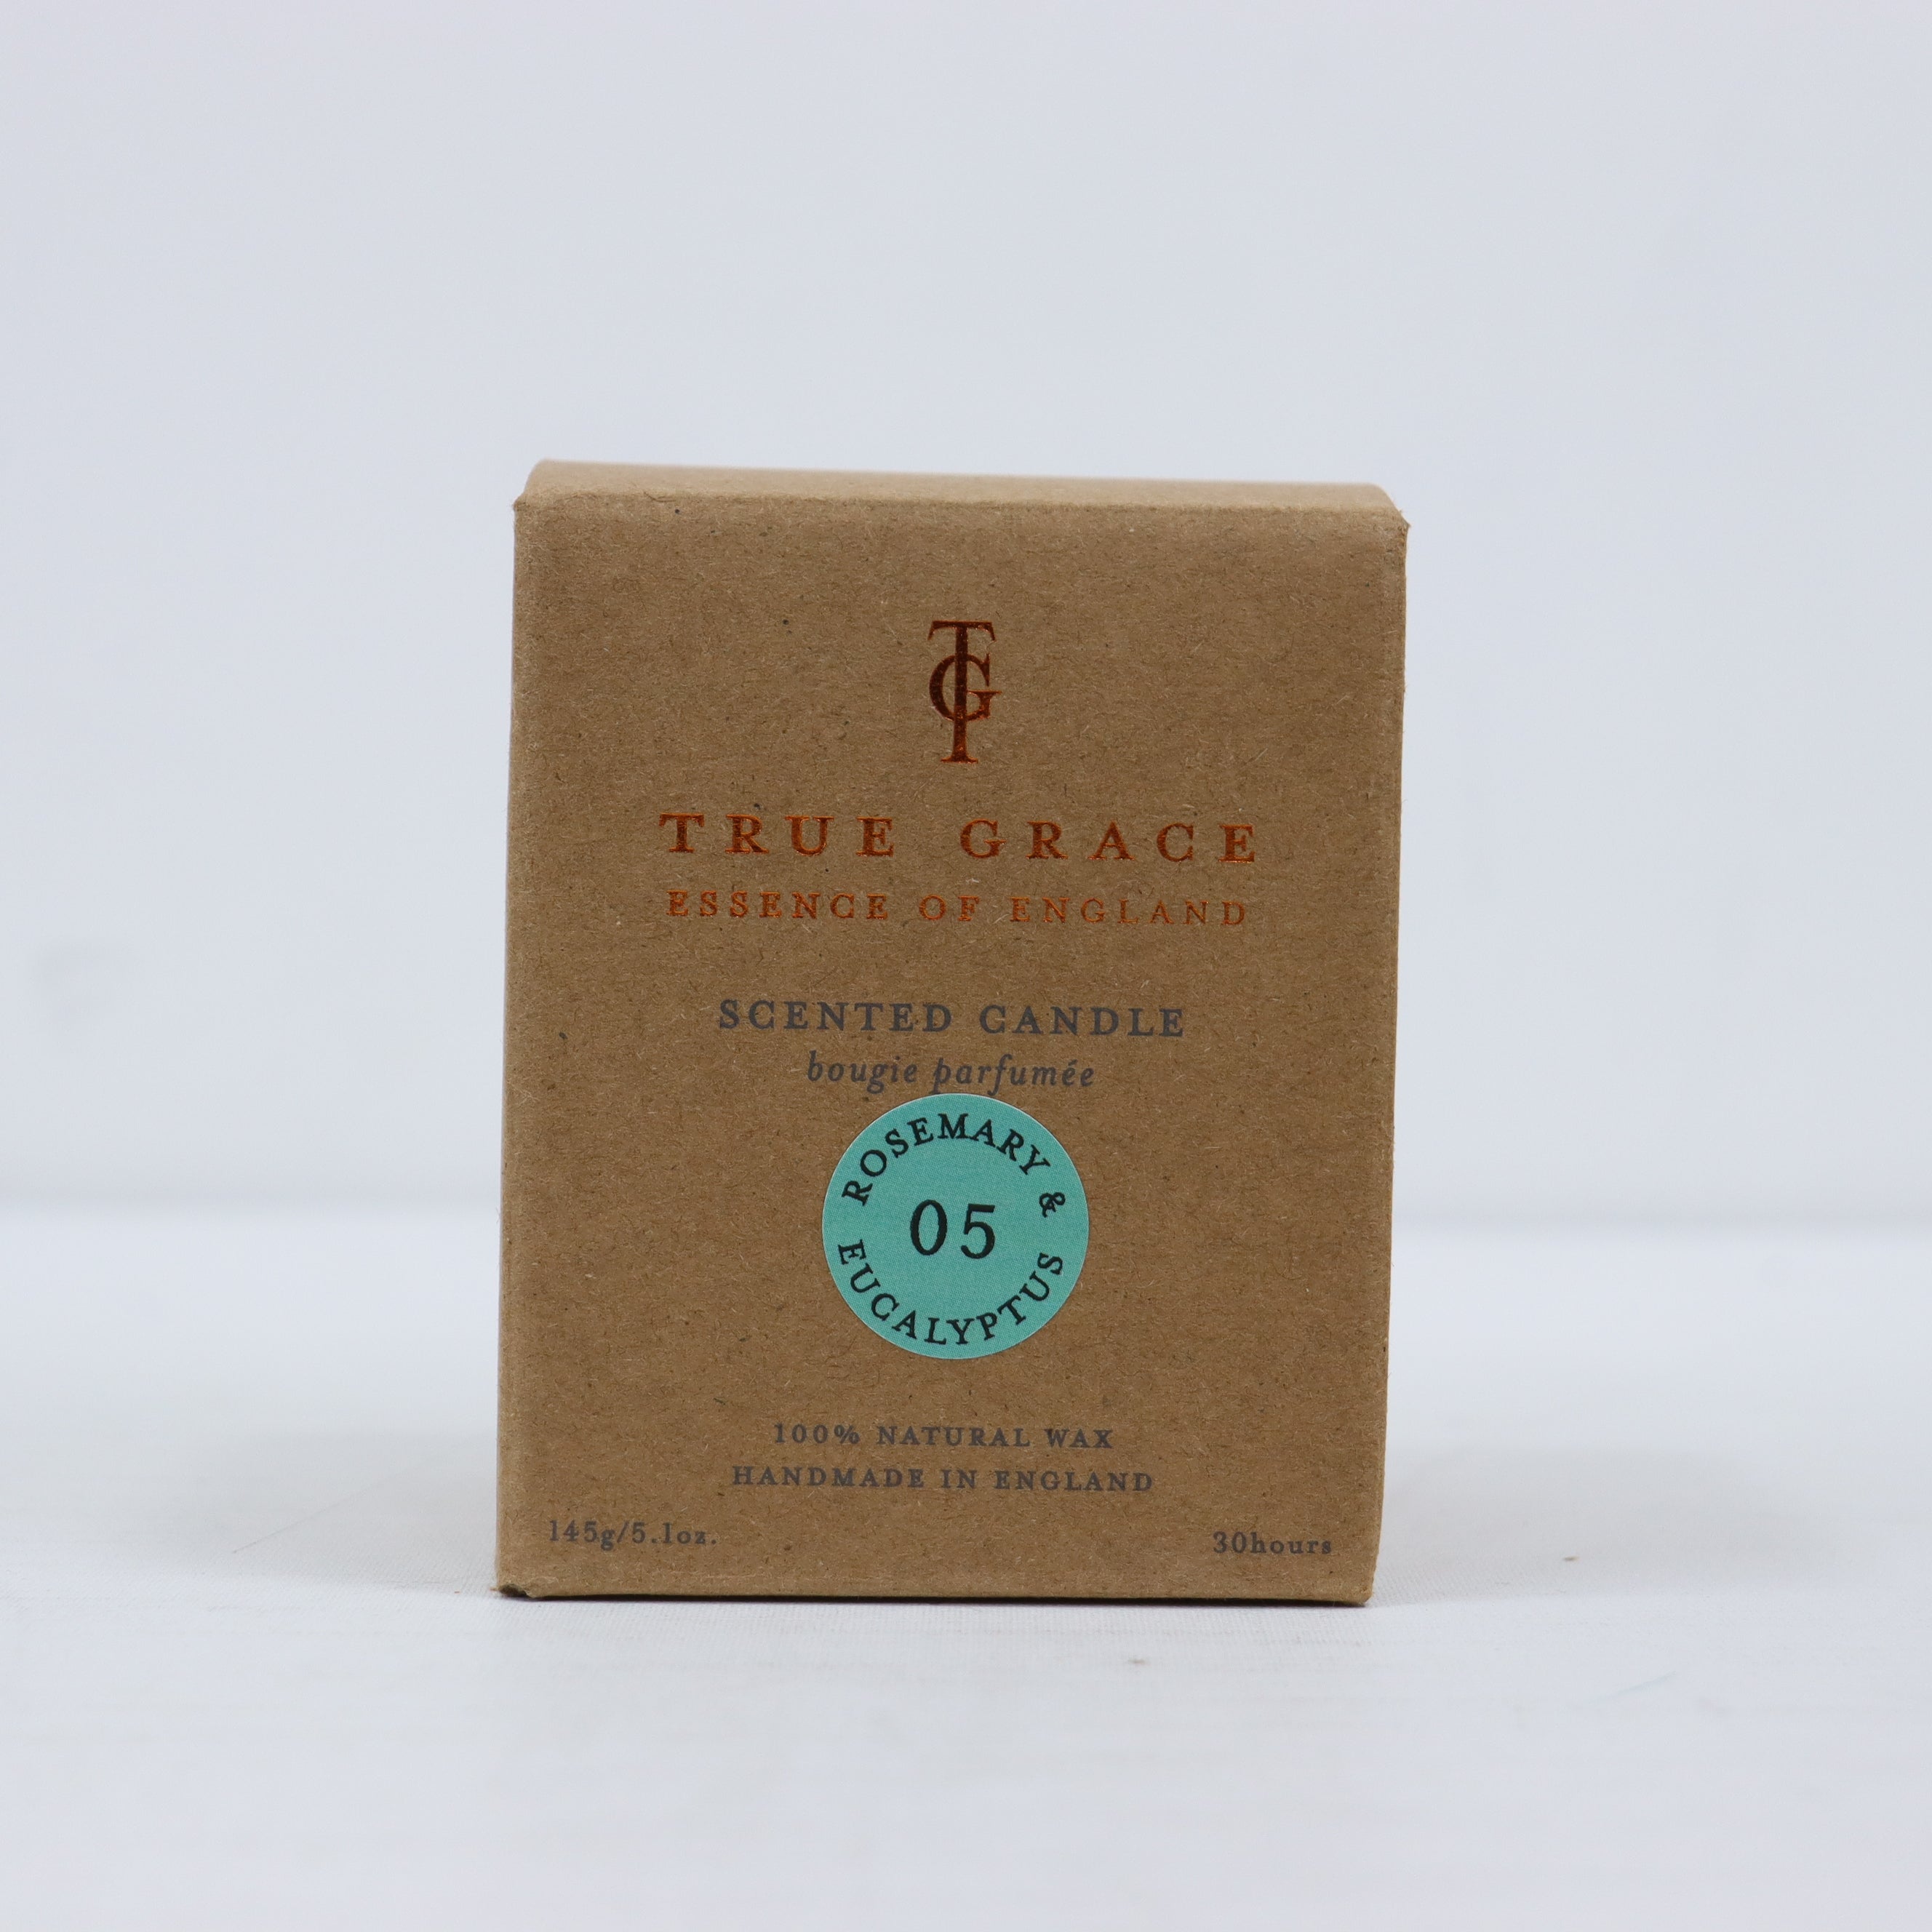 TG
TRUE GRACE
ESSENCE OF ENGLAND
SCENTED CANDLE
bougie parfumée
ROSEMARY &
05
EUCALYPTUS
100% NATURAL WAX
HANDMADE IN ENGLAND
145g/5.1oz.
30hours